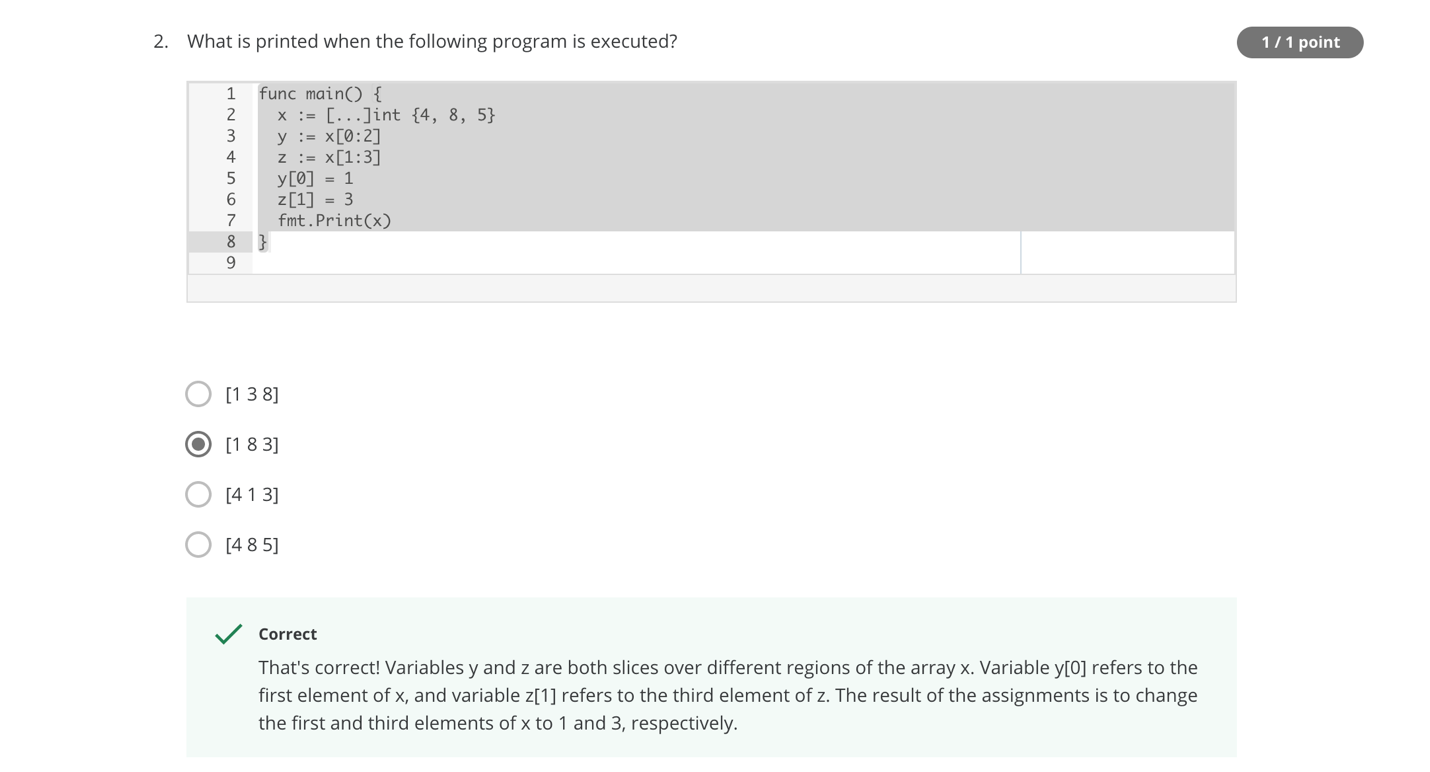 2. What is printed when the following program is executed?
1 / 1 point
1 func main() {
2   x := [...]int {4, 8, 5}
3   y := x[0:2]
4   z := x[1:3]
5   y[0] = 1
6   z[1] = 3
7   fmt.Print(x)
8 }
9
[1 3 8]
[1 8 3]
[4 1 3]
[4 8 5]
Correct
That's correct! Variables y and z are both slices over different regions of the array x. Variable y[0] refers to the
first element of x, and variable z[1] refers to the third element of z. The result of the assignments is to change
the first and third elements of x to 1 and 3, respectively.